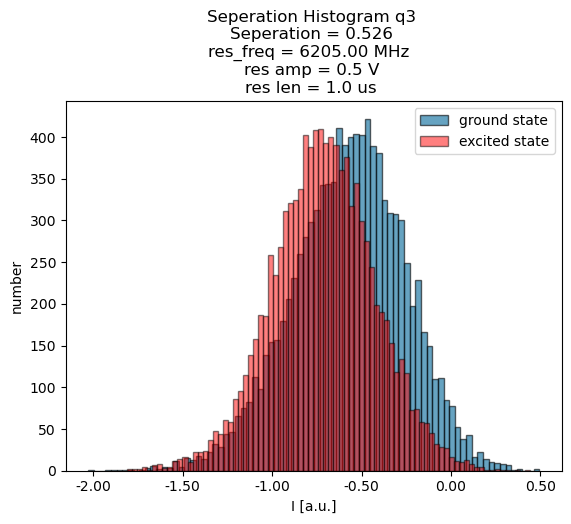 Seperation Histogram q3
Seperation = 0.526
res_freq = 6205.00 MHz
res amp = 0.5 V
res len = 1.0 us
ground state
excited state
400
350
300
250
200
150
100
50
0
number
-2.00 -1.50 -1.00 -0.50 0.00 0.50
I [a.u.]